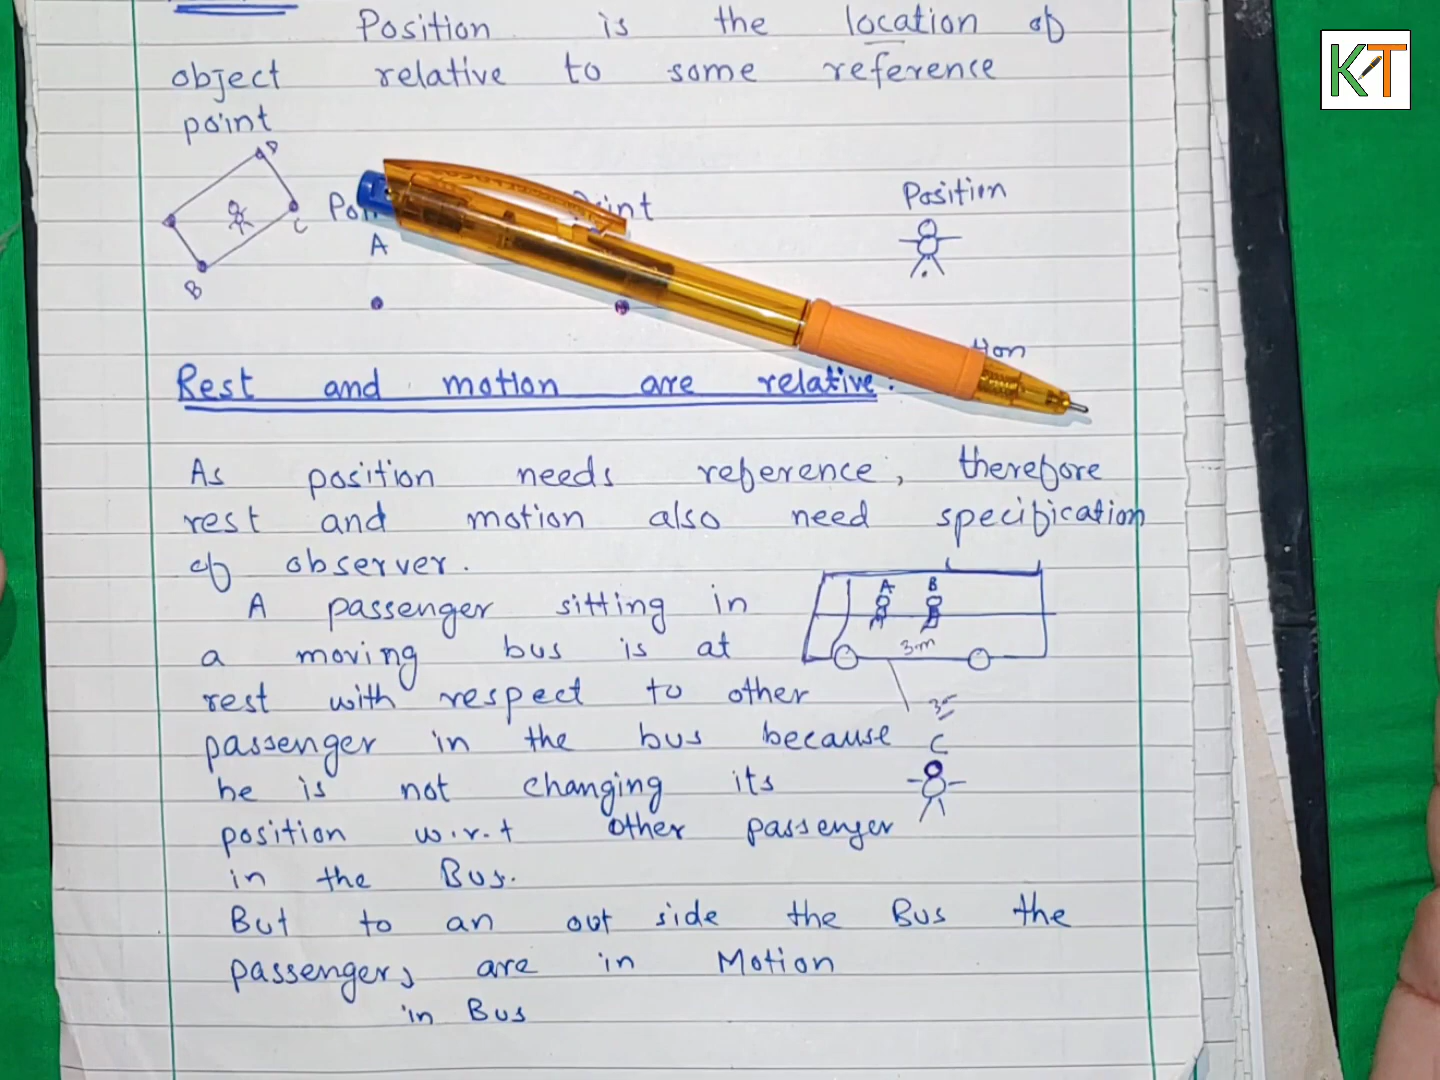 Position is the location of
object relative to some reference
point
D
C
B
A
Position
Rest and motion are relative.
As position needs reference, therefore
rest and motion also need specification
of observer.
A passenger sitting in
a moving bus is at
rest with respect to other
passenger in the bus because
he is not changing its
position w.r.t other passenger
in the Bus.
But to an out side the Bus the
passengers are in Motion
in Bus
A B
3m
C
KT